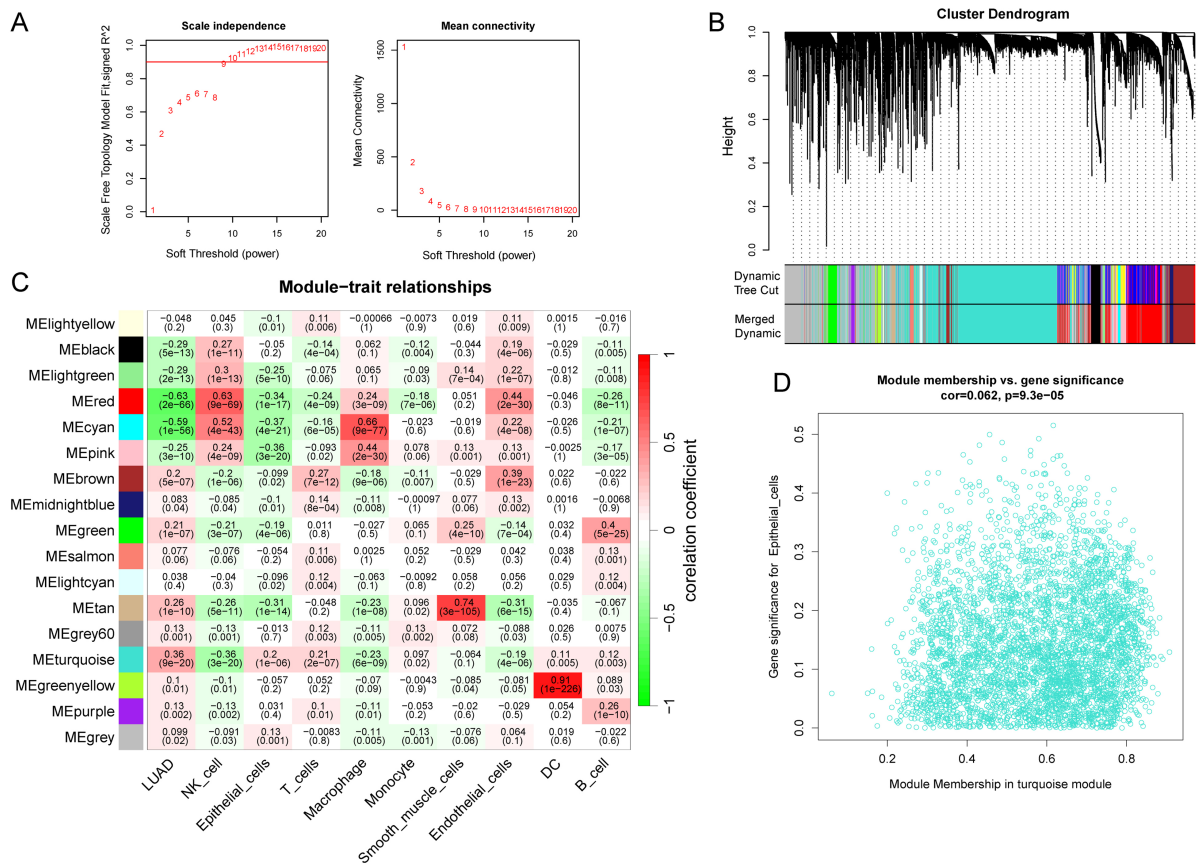 A
Scale independence
Scale Free Topology Model Fit,signed R^2
1.0
0.8
0.6
0.4
0.2
0.0
1
2
3
4
5
6
7
8
9
10 11 12 13 14 15 16 17 18 19 20
5
10
15
20
Soft Threshold (power)
Mean connectivity
Mean Connectivity
1500
1000
500
0
1
2
3
4
5 6 7 8 9 10 11 12 13 14 15 16 17 18 19 20
5
10
15
20
Soft Threshold (power)
B
Cluster Dendrogram
Height
1.0
0.8
0.6
0.4
0.2
0.0
Dynamic
Tree Cut
Merged
Dynamic
C
Module−trait relationships
MElightyellow −0.048 0.045 −0.1 0.11 −0.00066 −0.0073 0.019 0.11 0.0015 −0.016
(0.2) (0.3) (0.01) (0.006) (1) (0.9) (0.6) (0.009) (1) (0.7)
MEblack −0.29 0.27 −0.05 −0.14 0.062 −0.12 −0.044 0.19 −0.029 −0.11
(5e−13) (1e−11) (0.2) (4e−04) (0.1) (0.004) (0.3) (4e−06) (0.5) (0.005)
MElightgreen −0.29 0.3 −0.25 −0.075 0.065 −0.09 0.14 0.22 −0.012 −0.11
(2e−13) (1e−13) (5e−10) (0.06) (0.1) (0.03) (7e−04) (1e−07) (0.8) (0.008)
MEred −0.63 0.63 −0.34 −0.24 0.24 −0.18 0.051 0.44 −0.026 −0.26
(2e−66) (9e−69) (1e−17) (4e−09) (3e−09) (7e−06) (0.2) (2e−30) (0.5) (8e−11)
MEcyan −0.59 0.52 −0.37 −0.16 0.66 −0.023 −0.019 0.22 −0.026 −0.21
(1e−56) (4e−43) (4e−21) (6e−05) (9e−77) (0.6) (0.6) (4e−08) (0.5) (1e−07)
MEpink −0.25 0.24 −0.36 −0.093 0.44 0.078 0.13 0.13 −0.0025 −0.17
(3e−10) (4e−09) (3e−20) (0.02) (2e−30) (0.06) (0.001) (0.001) (1) (3e−05)
MEbrown 0.2 −0.2 −0.099 0.27 −0.18 −0.11 −0.029 0.39 0.022 −0.022
(5e−07) (1e−06) (0.02) (7e−12) (9e−06) (0.007) (0.5) (1e−23) (0.6) (0.6)
MEmidnightblue 0.083 −0.085 −0.1 0.14 −0.11 −0.00097 0.077 0.13 0.0016 −0.0068
(0.04) (0.04) (0.01) (8e−04) (0.008) (1) (0.06) (0.002) (1) (0.9)
MEgreen 0.21 −0.21 −0.19 0.011 −0.027 0.065 0.25 −0.14 0.032 0.4
(1e−07) (3e−07) (4e−06) (0.8) (0.5) (0.1) (4e−10) (7e−04) (0.4) (5e−25)
MEsalmon 0.077 −0.076 −0.054 0.11 0.0025 0.052 −0.029 0.042 0.038 0.13
(0.06) (0.06) (0.2) (0.006) (1) (0.2) (0.5) (0.3) (0.4) (0.001)
MElightcyan 0.038 −0.04 −0.096 0.12 −0.063 −0.0092 0.058 0.056 0.029 0.12
(0.4) (0.3) (0.02) (0.004) (0.1) (0.8) (0.2) (0.2) (0.5) (0.004)
MEtan 0.26 −0.26 −0.31 −0.048 −0.23 0.096 0.74 −0.31 −0.035 −0.067
(1e−10) (5e−11) (1e−14) (0.2) (1e−08) (0.02) (3e−105) (6e−15) (0.4) (0.1)
MEgrey60 0.13 −0.13 −0.013 0.12 −0.11 0.13 0.072 −0.088 0.026 0.0075
(0.001) (0.001) (0.7) (0.003) (0.005) (0.002) (0.08) (0.03) (0.5) (0.9)
MEturquoise 0.36 −0.36 0.2 0.21 −0.23 0.097 −0.064 −0.19 0.11 0.12
(9e−20) (3e−20) (1e−06) (2e−07) (6e−09) (0.02) (0.1) (4e−06) (0.005) (0.003)
MEgreenyellow 0.1 −0.1 −0.057 0.052 −0.07 −0.0043 −0.085 −0.081 0.91 0.089
(0.01) (0.01) (0.2) (0.2) (0.09) (0.9) (0.04) (0.05) (1e−226) (0.03)
MEpurple 0.13 −0.13 0.031 0.1 −0.11 −0.053 −0.02 −0.029 0.054 0.26
(0.002) (0.002) (0.4) (0.01) (0.01) (0.2) (0.6) (0.5) (0.2) (1e−10)
MEgrey 0.099 −0.091 0.13 −0.0083 −0.11 −0.13 −0.076 0.064 0.019 −0.022
(0.02) (0.03) (0.001) (0.8) (0.005) (0.001) (0.06) (0.1) (0.6) (0.6)
LUAD
NK_cell
Epithelial_cells
T_cells
Macrophage
Monocyte
Smooth_muscle_cells
Endothelial_cells
DC
B_cell
1
0.5
0
−0.5
−1
corelation coefficient
D
Module membership vs. gene significance
cor=0.062, p=9.3e−05
Gene significance for Epithelial_cells
0.5
0.4
0.3
0.2
0.1
0.0
0.2
0.4
0.6
0.8
Module Membership in turquoise module